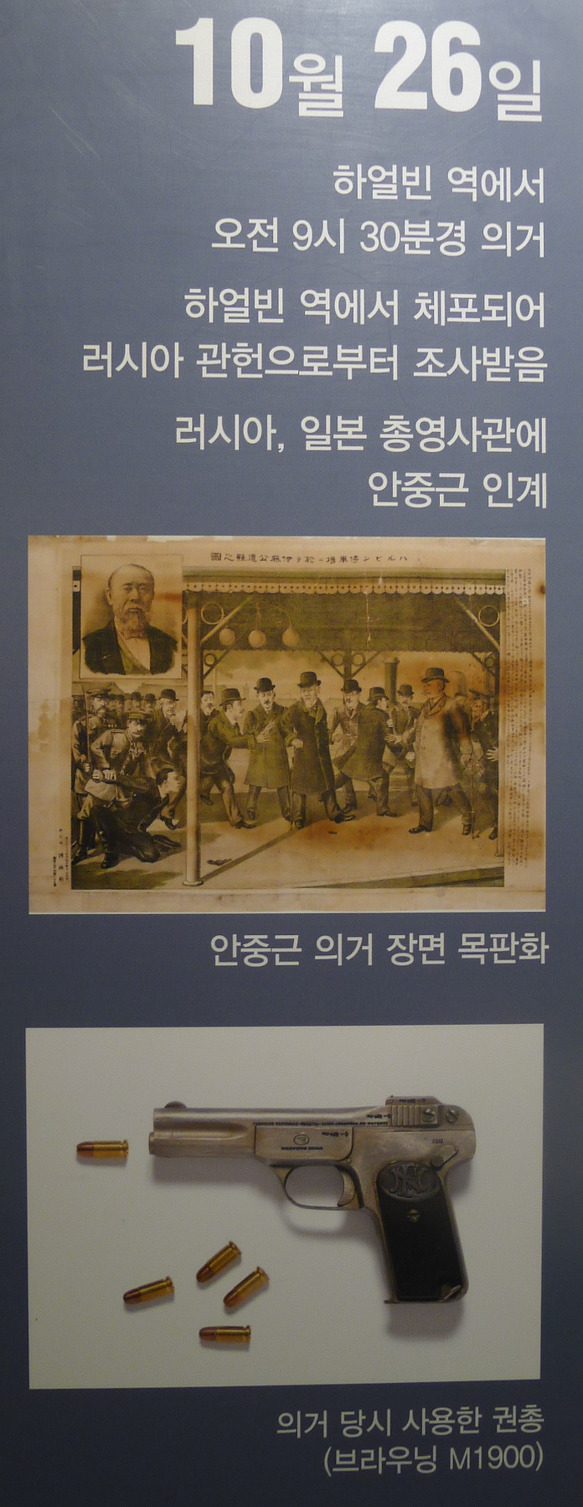 10월 26일
하얼빈 역에서
오전 9시 30분경 의거
하얼빈 역에서 체포되어
러시아 관헌으로부터 조사받음
러시아, 일본 총영사관에
안중근 인계
안중근 의거 장면 목판화
의거 당시 사용한 권총
(브라우닝 M1900)